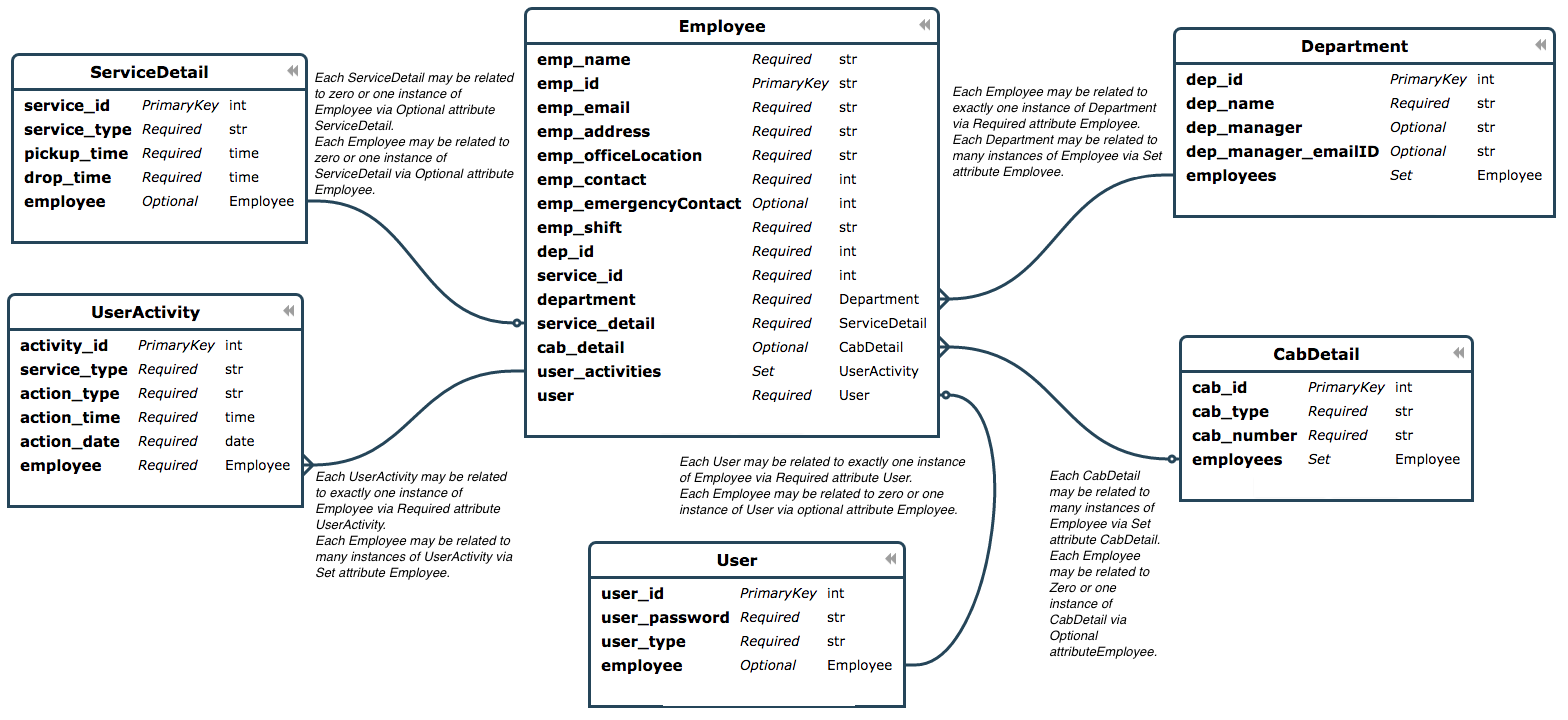 ServiceDetail
service_id PrimaryKey int
service_type Required str
pickup_time Required time
drop_time Required time
employee Optional Employee
Each ServiceDetail may be related
to zero or one instance of
Employee via Optional attribute
ServiceDetail.
Each Employee may be related to
zero or one instance of
ServiceDetail via Optional attribute
Employee.
Employee
emp_name Required str
emp_id PrimaryKey str
emp_email Required str
emp_address Required str
emp_officeLocation Required str
emp_contact Required int
emp_emergencyContact Optional int
emp_shift Required str
dep_id Required int
service_id Required int
department Required Department
service_detail Required ServiceDetail
cab_detail Optional CabDetail
user_activities Set UserActivity
user Required User
Each Employee may be related to
exactly one instance of Department
via Required attribute Employee.
Each Department may be related to
many instances of Employee via Set
attribute Employee.
Department
dep_id PrimaryKey int
dep_name Required str
dep_manager Optional str
dep_manager_emailID Optional str
employees Set Employee
UserActivity
activity_id PrimaryKey int
service_type Required str
action_type Required str
action_time Required time
action_date Required date
employee Required Employee
Each UserActivity may be related
to exactly one instance of
Employee via Required attribute
UserActivity.
Each Employee may be related to
many instances of UserActivity via
Set attribute Employee.
Each User may be related to exactly one instance
of Employee via Required attribute User.
Each Employee may be related to zero or one
instance of User via optional attribute Employee.
User
user_id PrimaryKey int
user_password Required str
user_type Required str
employee Optional Employee
CabDetail
cab_id PrimaryKey int
cab_type Required str
cab_number Required str
employees Set Employee
Each CabDetail
may be related to
many instances of
Employee via Set
attribute CabDetail.
Each Employee
may be related to
Zero or one
instance of
CabDetail via
Optional
attributeEmployee.